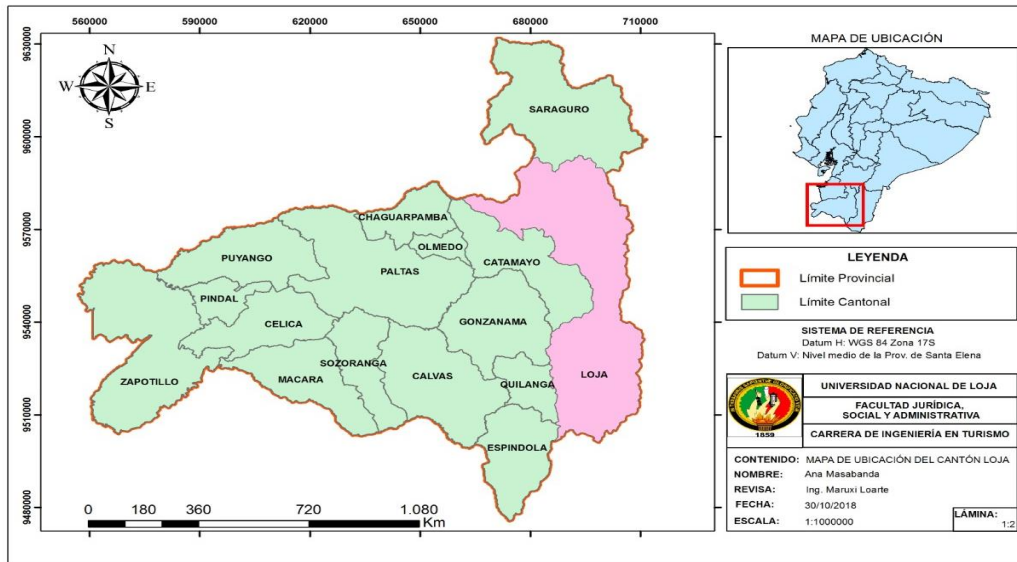 560000 590000 620000 650000 680000 710000
9630000
9600000
9570000
9540000
9510000
9480000
N
W E
S
SARAGURO
CHAGUARPAMBA
OLMEDO
PUYANGO
CATAMAYO
PALTAS
PINDAL
GONZANAMA
CELICA
SOZORANGA
LOJA
ZAPOTILLO
MACARA
CALVAS
QUILANGA
ESPINDOLA
0 180 360 720 1.080
Km
MAPA DE UBICACIÓN
LEYENDA
Límite Provincial
Límite Cantonal
SISTEMA DE REFERENCIA
Datum H: WGS 84 Zona 17S
Datum V: Nivel medio de la Prov. de Santa Elena
1859
UNIVERSIDAD NACIONAL DE LOJA
FACULTAD JURÍDICA,
SOCIAL Y ADMINISTRATIVA
CARRERA DE INGENIERÍA EN TURISMO
CONTENIDO: MAPA DE UBICACIÓN DEL CANTÓN LOJA
NOMBRE: Ana Masabanda
REVISA: Ing. Maruxi Loarte
FECHA: 30/10/2018
ESCALA: 1:1000000
LÁMINA:
1:2